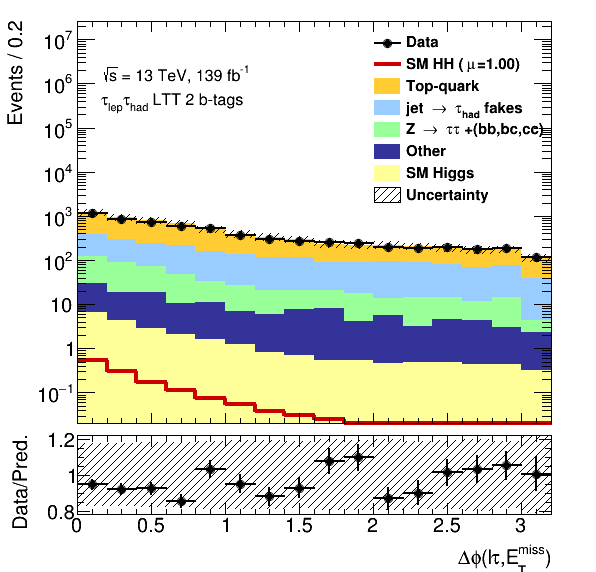 Events / 0.2
10⁷
10⁶
10⁵
10⁴
10³
10²
10
1
10⁻¹
√s = 13 TeV, 139 fb⁻¹
τlepτhad LTT 2 b-tags
Data
SM HH ( μ=1.00)
Top-quark
jet → τhad fakes
Z → ττ +(bb,bc,cc)
Other
SM Higgs
Uncertainty
Data/Pred.
1.2
1
0.8
0 0.5 1 1.5 2 2.5 3
Δϕ(lτ,E_T^miss)